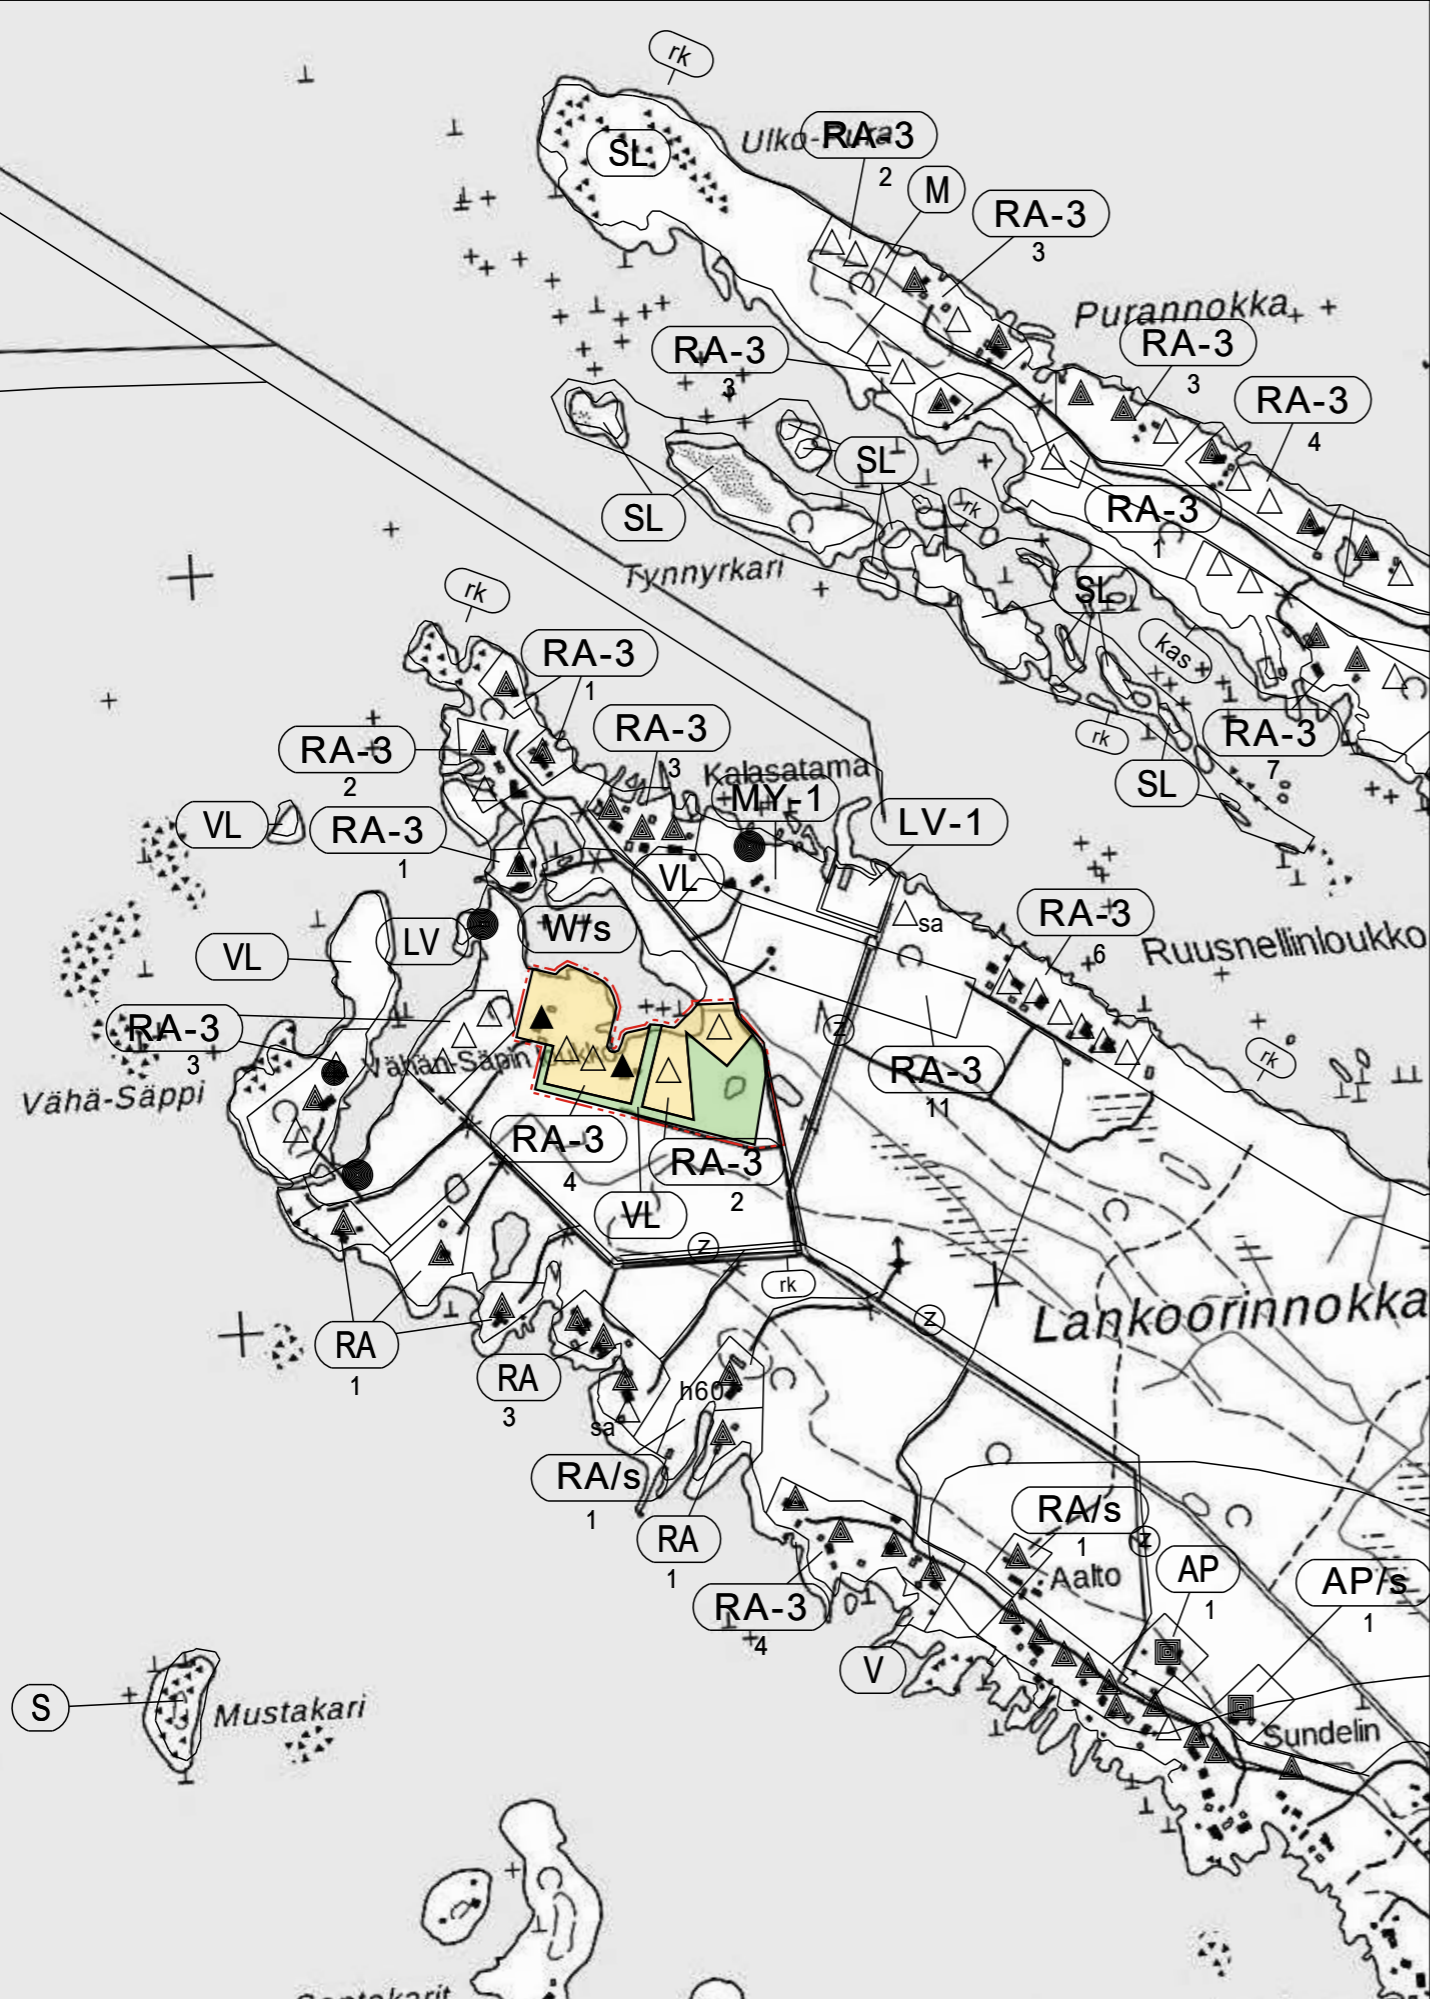 rk
Ulko-Pura
RA-3
2
SL
M
RA-3
3
Purannokka
RA-3
3
RA-3
3
RA-3
4
SL
SL
rk
RA-3
1
Tynnyrkari
rk
SL
kas
RA-3
1
RA-3
2
RA-3
3
rk
RA-3
7
Kalasatama
MY-1
SL
VL
RA-3
1
LV-1
VL
RA-3
6
sa
LV
W/s
VL
Ruusnellinloukko
RA-3
3
z
rk
Vähän-Säpin
RA-3
11
Vähä-Säppi
RA-3
4
RA-3
2
VL
z
rk
Lankoorinnokka
z
RA
1
RA
3
h60
sa
RA/s
1
RA/s
1
RA
1
z
Aalto
AP
1
AP/s
1
RA-3
4
V
S
Mustakari
Sundelin